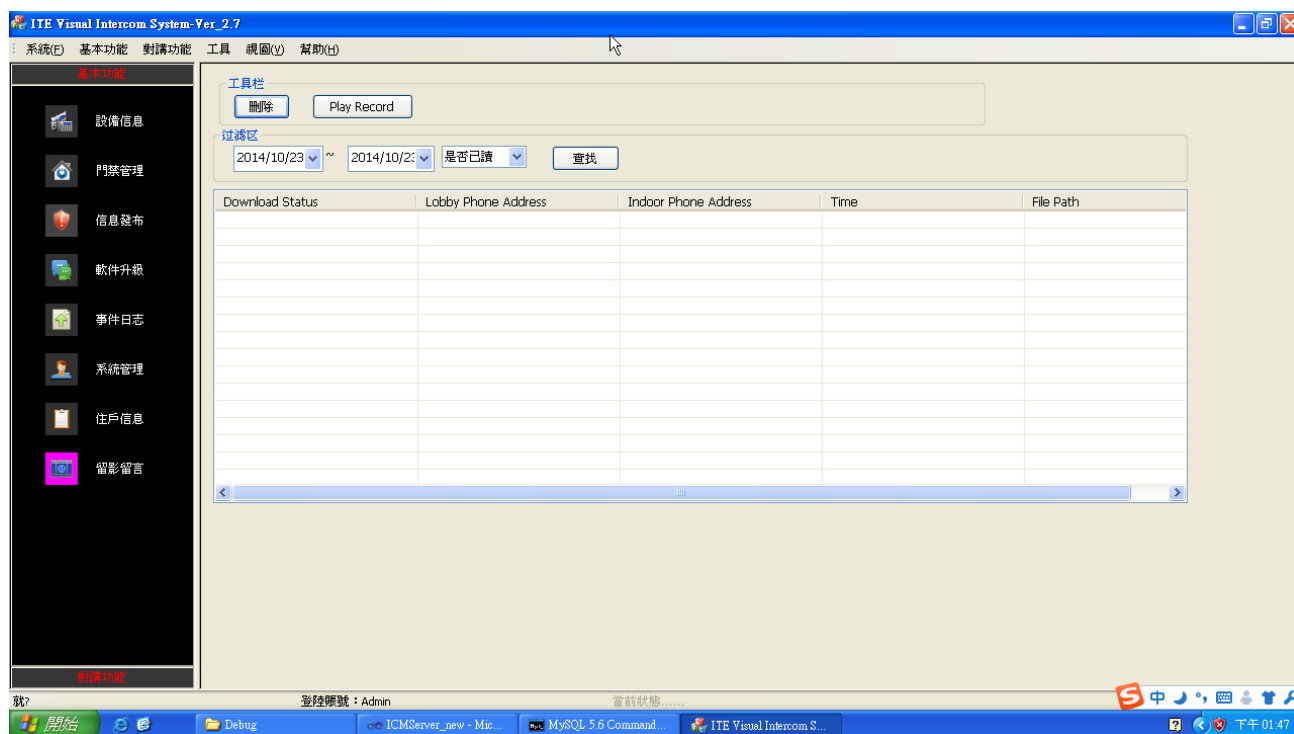 ITE Visual Intercom System-Ver_2.7
系統(F) 基本功能 對講功能 工具 視圖(V) 幫助(H)
基本功能
設備信息
門禁管理
信息發布
軟件升級
事件日志
系統管理
住戶信息
留影留言
對講功能
工具栏
刪除 Play Record
过滤区
2014/10/23 ~ 2014/10/23 是否已讀 查找
Download Status Lobby Phone Address Indoor Phone Address Time File Path
就? 登陸賬號：Admin 當前狀態......
中
開始 Debug ICMServer_new - Mic... MySQL 5.6 Command... ITE Visual Intercom S... 下午 01:47